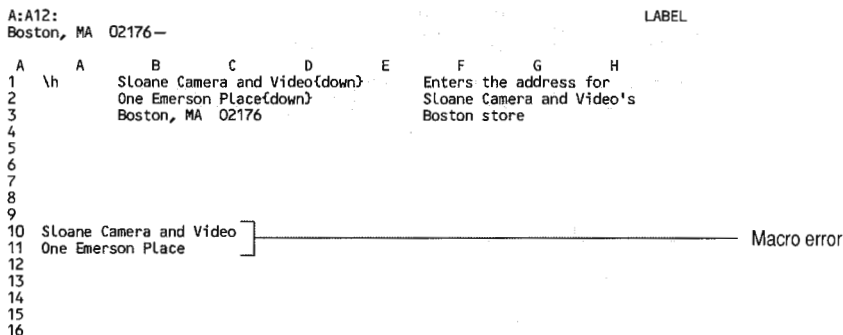 A:A12: LABEL
Boston, MA 02176—
A A B C D E F G H
1 \h Sloane Camera and Video{down} Enters the address for
2 One Emerson Place{down} Sloane Camera and Video's
3 Boston, MA 02176 Boston store
4
5
6
7
8
9
10 Sloane Camera and Video
11 One Emerson Place
Macro error
12
13
14
15
16